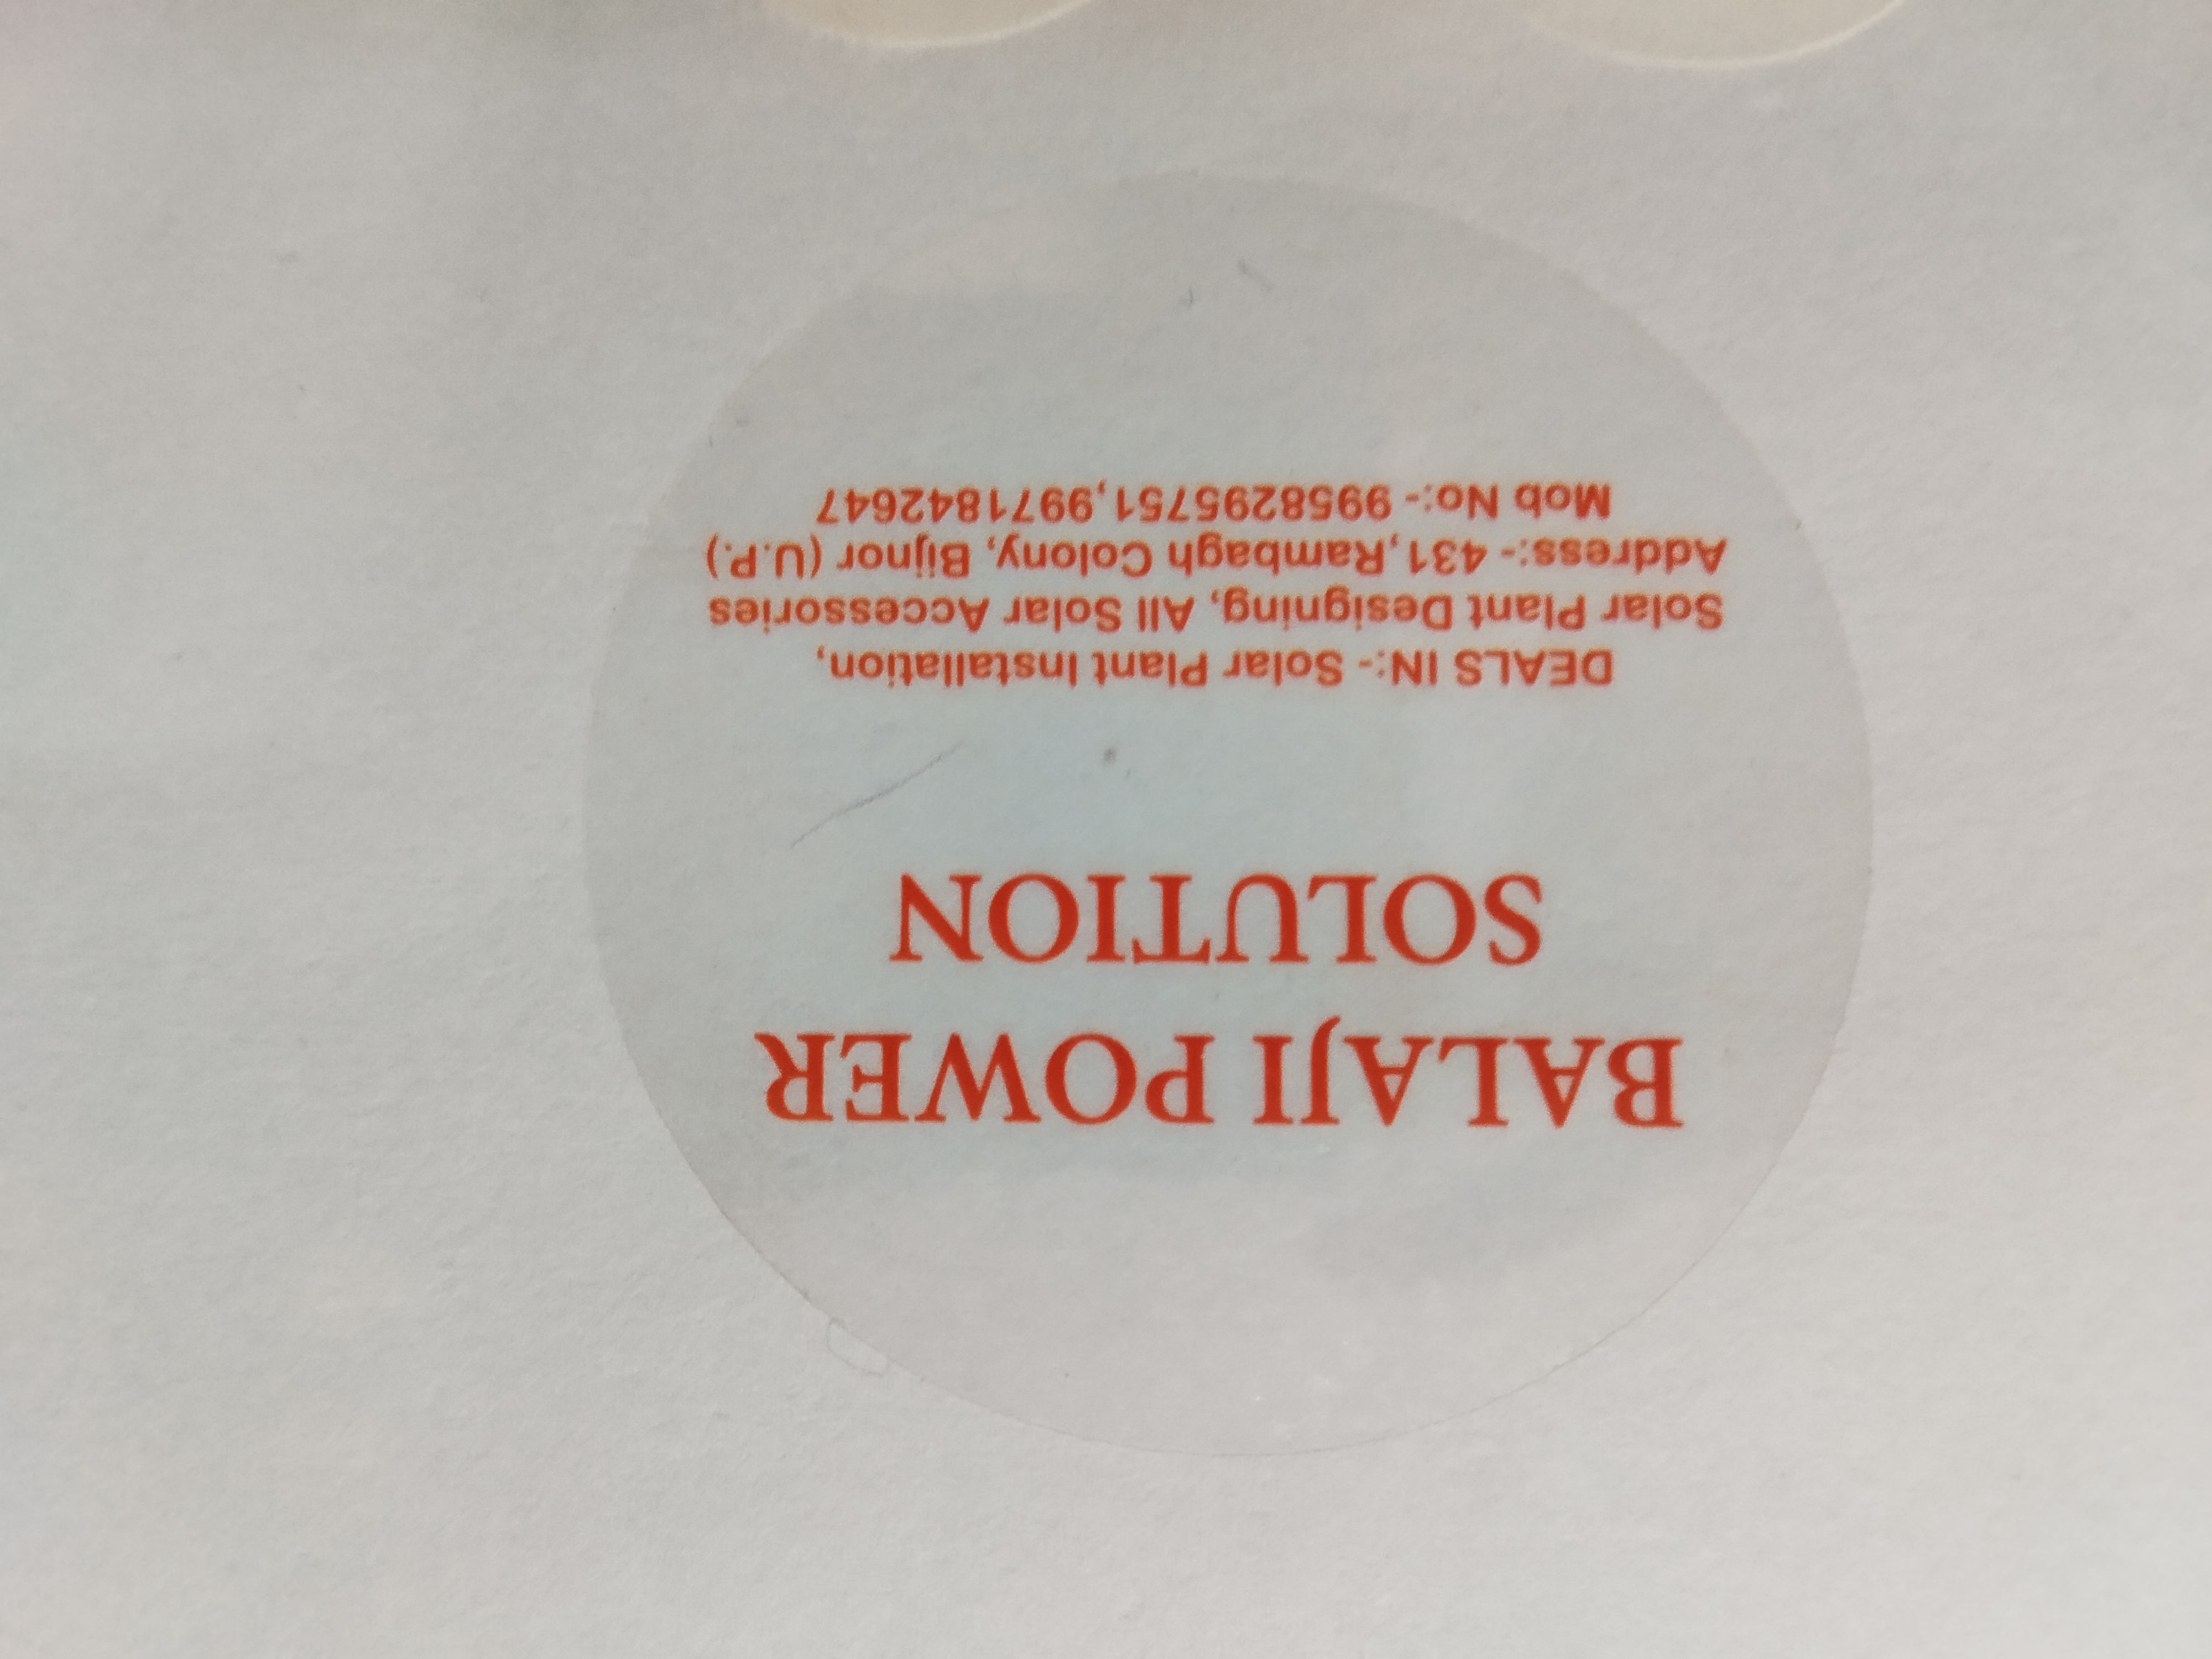 BALAJI POWER
SOLUTION
DEALS IN:- Solar Plant Installation,
Solar Plant Designing, All Solar Accessories
Address:- 431,Rambagh Colony, Bijnor (U.P.)
Mob No:- 9958295751,9971842647